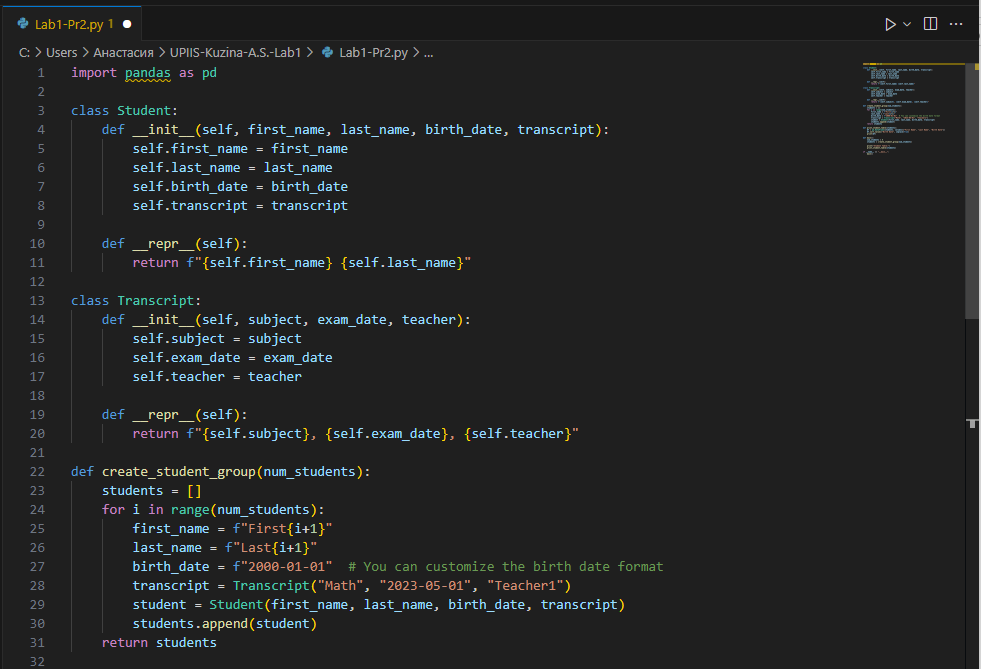 Lab1-Pr2.py 1
C: > Users > Анастасия > UPIIS-Kuzina-A.S.-Lab1 > Lab1-Pr2.py > ...
1 import pandas as pd
2
3 class Student:
4     def __init__(self, first_name, last_name, birth_date, transcript):
5         self.first_name = first_name
6         self.last_name = last_name
7         self.birth_date = birth_date
8         self.transcript = transcript
9
10     def __repr__(self):
11         return f"{self.first_name} {self.last_name}"
12
13 class Transcript:
14     def __init__(self, subject, exam_date, teacher):
15         self.subject = subject
16         self.exam_date = exam_date
17         self.teacher = teacher
18
19     def __repr__(self):
20         return f"{self.subject}, {self.exam_date}, {self.teacher}"
21
22 def create_student_group(num_students):
23     students = []
24     for i in range(num_students):
25         first_name = f"First{i+1}"
26         last_name = f"Last{i+1}"
27         birth_date = f"2000-01-01"  # You can customize the birth date format
28         transcript = Transcript("Math", "2023-05-01", "Teacher1")
29         student = Student(first_name, last_name, birth_date, transcript)
30         students.append(student)
31     return students
32